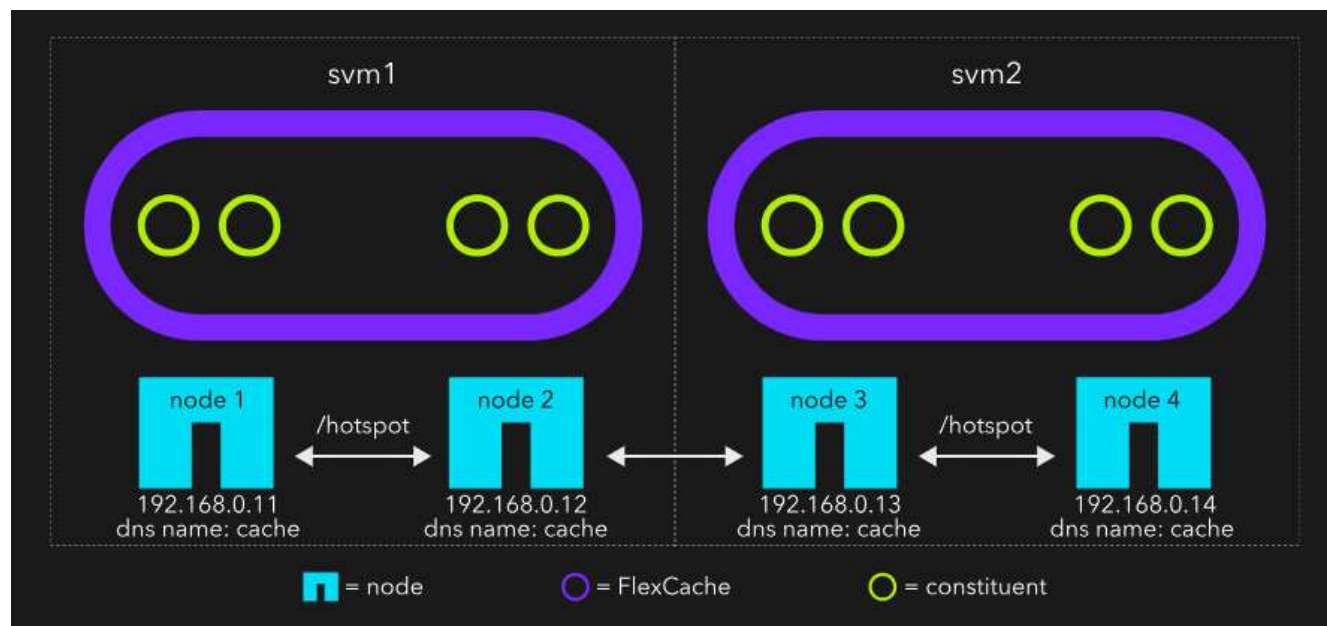 svm1
svm2
node 1
/hotspot
node 2
node 3
/hotspot
node 4
192.168.0.11
dns name: cache
192.168.0.12
dns name: cache
192.168.0.13
dns name: cache
192.168.0.14
dns name: cache
= node
= FlexCache
= constituent